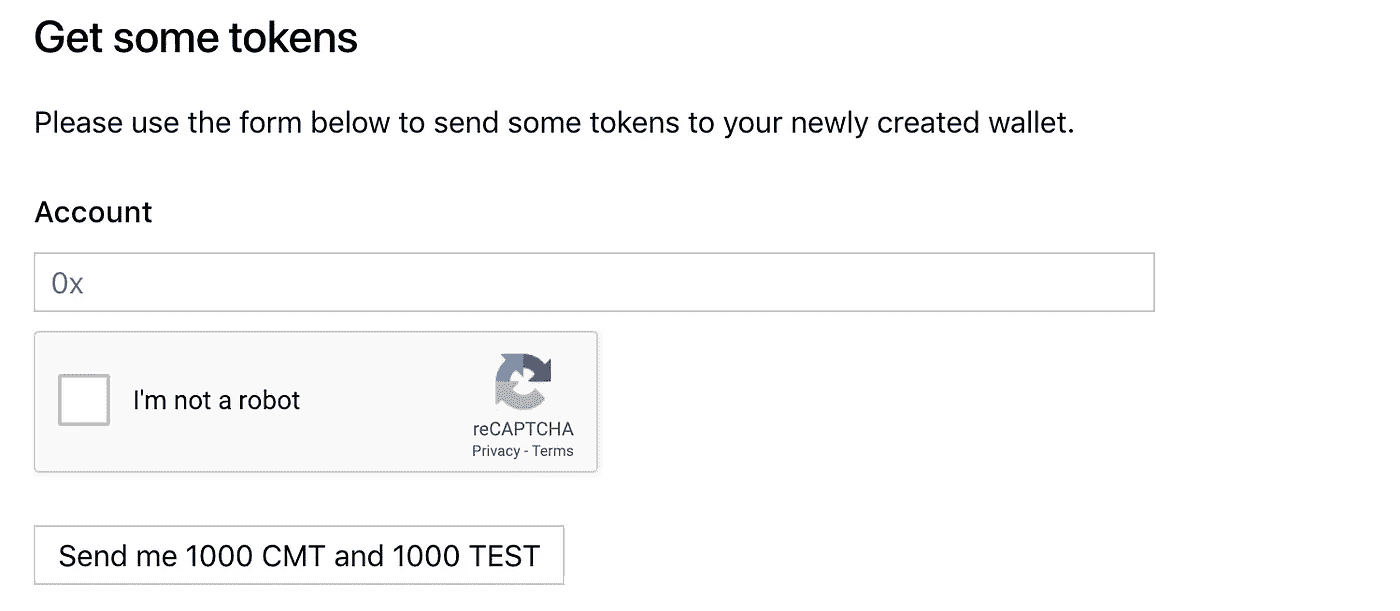 Get some tokens
Please use the form below to send some tokens to your newly created wallet.
Account
0x
I'm not a robot
reCAPTCHA
Privacy - Terms
Send me 1000 CMT and 1000 TEST